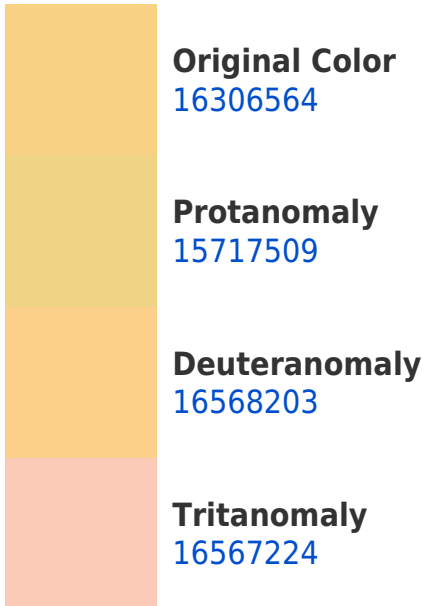 Original Color
16306564
Protanomaly
15717509
Deuteranomaly
16568203
Tritanomaly
16567224